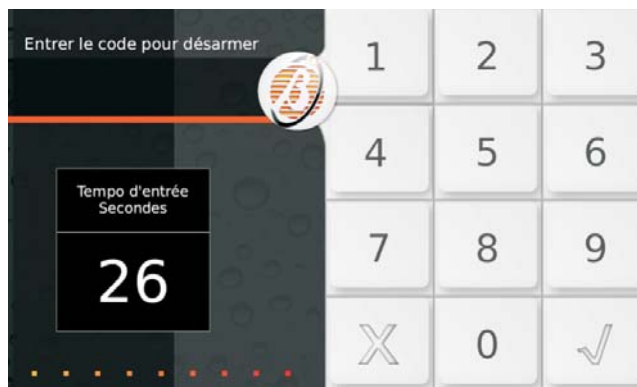 Entrer le code pour désarmer
1 2 3
4 5 6
Tempo d'entrée
Secondes
26
7 8 9
X 0 √